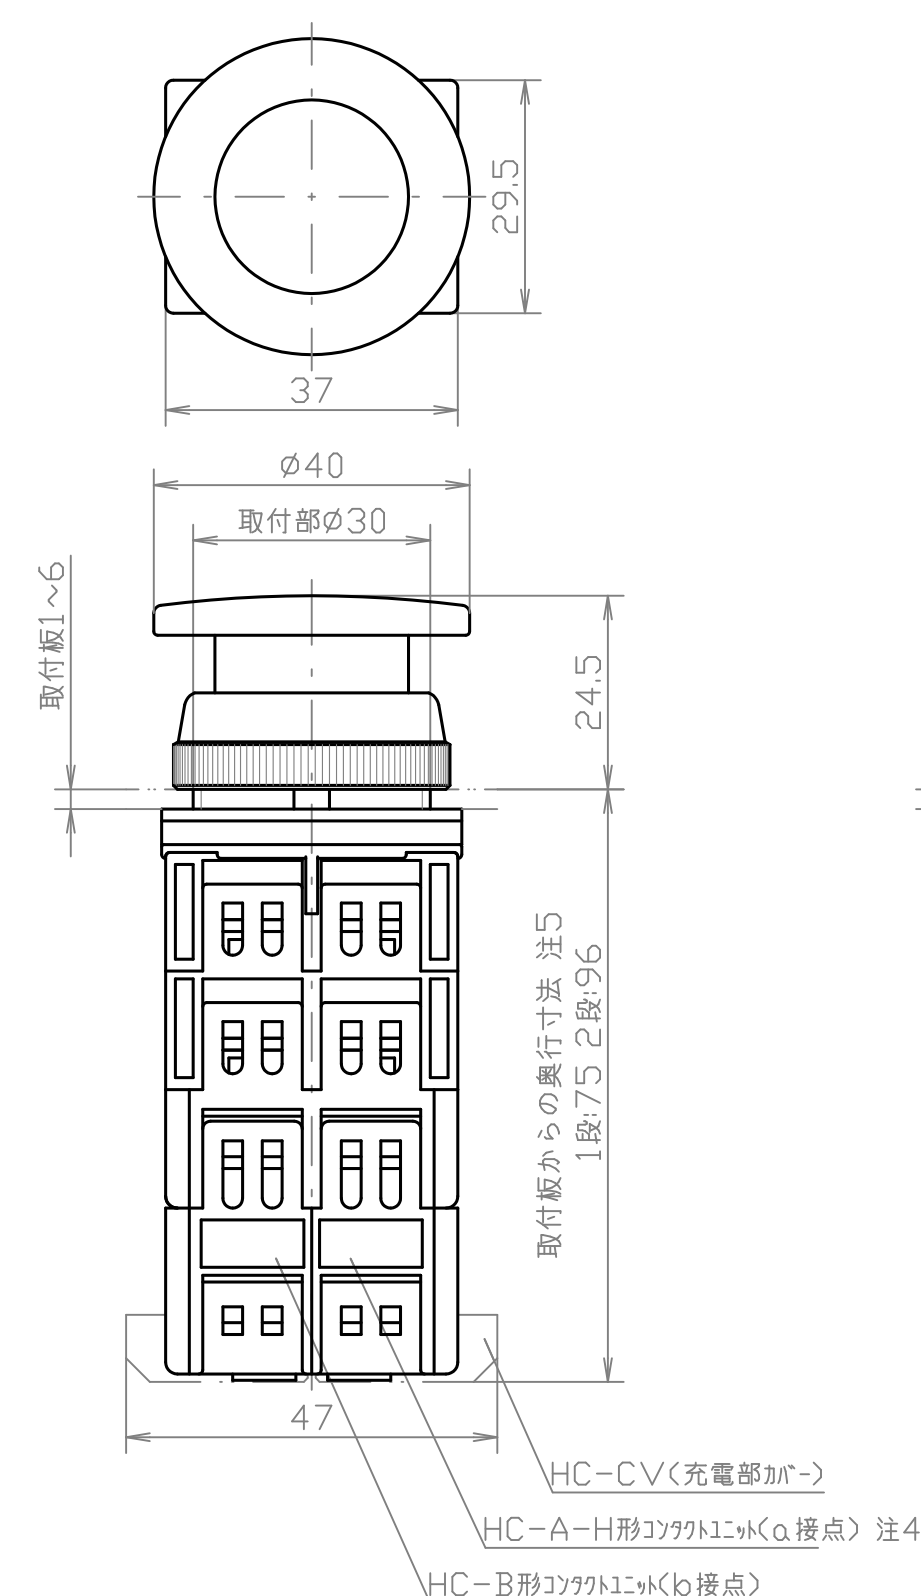 29.5
37
φ40
取付部φ30
取付板1~6
24.5
取付板からの奥行寸法 注5
1段:75 2段:96
47
HC-CV(充電部ｶﾊﾞｰ)
HC-A-H形ｺﾝﾀｸﾄﾕﾆｯﾄ(a接点) 注4
HC-B形ｺﾝﾀｸﾄﾕﾆｯﾄ(b接点)